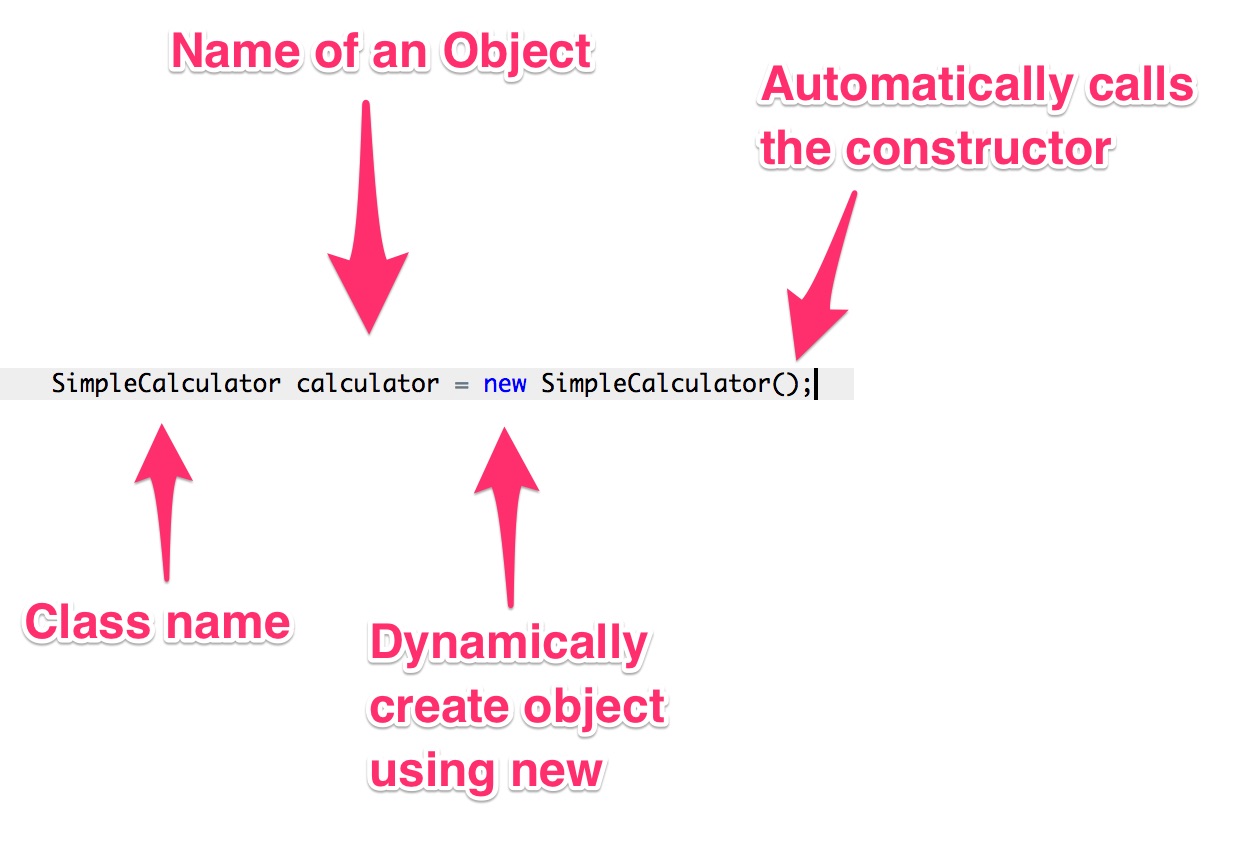 Name of an Object
Automatically calls
the constructor
SimpleCalculator calculator = new SimpleCalculator();
Class name
Dynamically
create object
using new